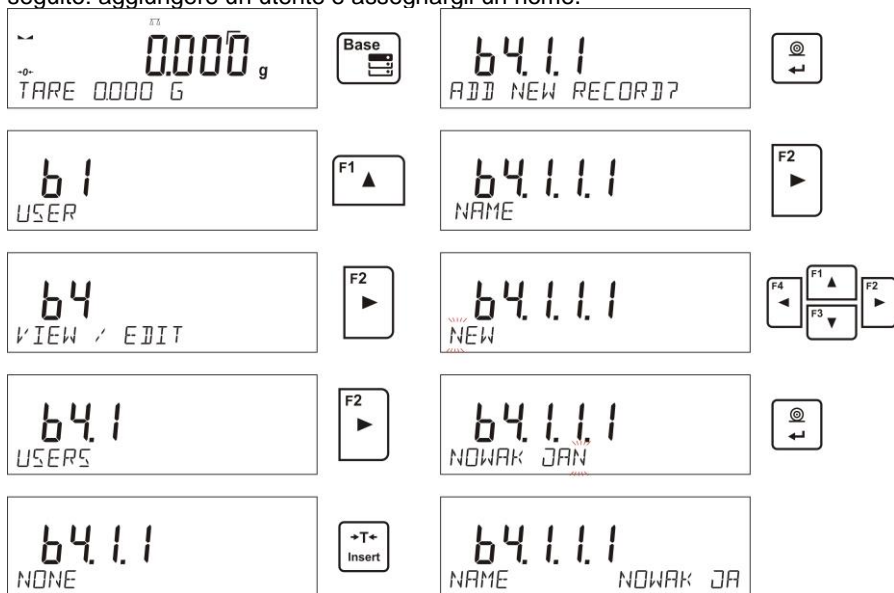 seguito: aggiungere un utente e assegnargli un nome.
0.000 g
-0-
TARE 0.000 G
Base
b1
USER
F1
b4
VIEW / EDIT
F2
b4.1
USERS
F2
b4.1.1
NONE
→T←
Insert
b4.1.1
ADD NEW RECORD?
b4.1.1.1
NAME
F2
b4.1.1.1
NEW
F4 F1 F2
F3
b4.1.1.1
NOWAK JAN
b4.1.1.1
NAME NOWAK JA